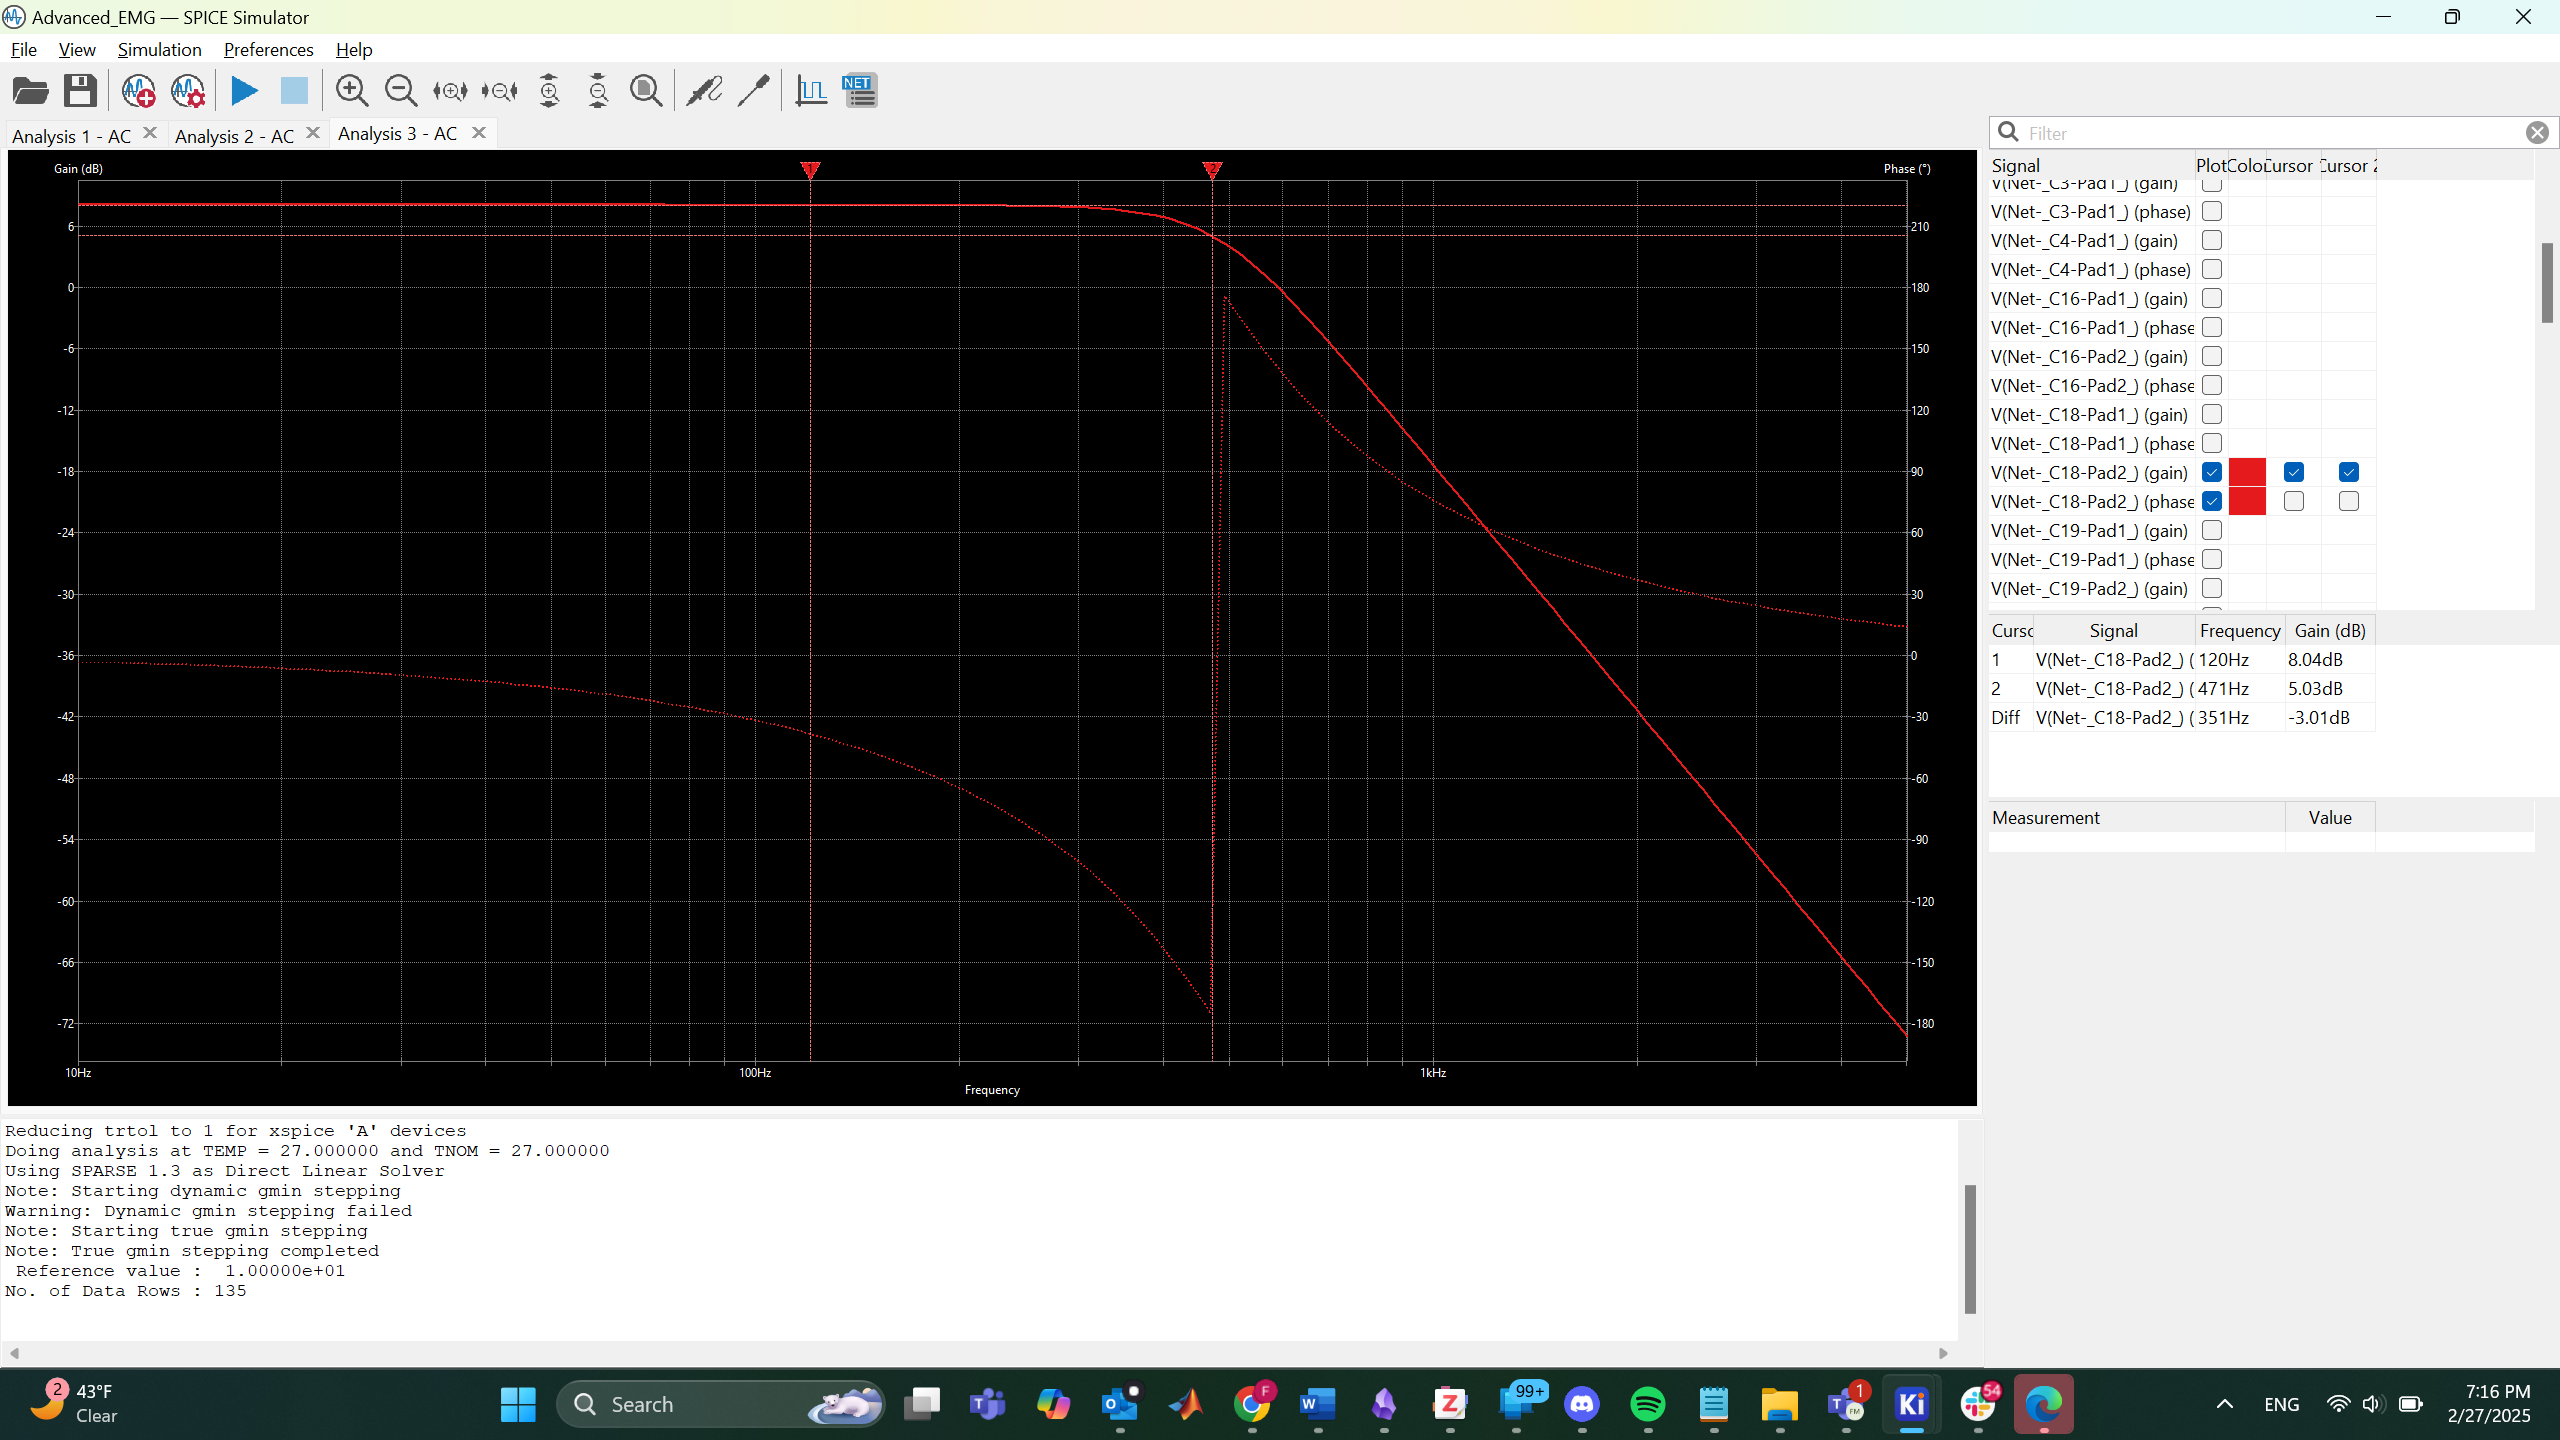 Advanced_EMG — SPICE Simulator
File View Simulation Preferences Help
NET
Analysis 1 - AC Analysis 2 - AC Analysis 3 - AC
Filter
Gain (dB)
Phase (°)
1
2
6
0
-6
-12
-18
-24
-30
-36
-42
-48
-54
-60
-66
-72
210
180
150
120
90
60
30
0
-30
-60
-90
-120
-150
-180
10Hz 100Hz 1kHz
Frequency
Signal Plot Colo Cursor Cursor 2
V(Net-_C3-Pad1_) (gain)
V(Net-_C3-Pad1_) (phase)
V(Net-_C4-Pad1_) (gain)
V(Net-_C4-Pad1_) (phase)
V(Net-_C16-Pad1_) (gain)
V(Net-_C16-Pad1_) (phase
V(Net-_C16-Pad2_) (gain)
V(Net-_C16-Pad2_) (phase
V(Net-_C18-Pad1_) (gain)
V(Net-_C18-Pad1_) (phase
V(Net-_C18-Pad2_) (gain)
V(Net-_C18-Pad2_) (phase
V(Net-_C19-Pad1_) (gain)
V(Net-_C19-Pad1_) (phase
V(Net-_C19-Pad2_) (gain)
Curso Signal Frequency Gain (dB)
1 V(Net-_C18-Pad2_) ( 120Hz 8.04dB
2 V(Net-_C18-Pad2_) ( 471Hz 5.03dB
Diff V(Net-_C18-Pad2_) ( 351Hz -3.01dB
Measurement Value
Reducing trtol to 1 for xspice 'A' devices
Doing analysis at TEMP = 27.000000 and TNOM = 27.000000
Using SPARSE 1.3 as Direct Linear Solver
Note: Starting dynamic gmin stepping
Warning: Dynamic gmin stepping failed
Note: Starting true gmin stepping
Note: True gmin stepping completed
Reference value : 1.00000e+01
No. of Data Rows : 135
2
43°F
Clear
Search
T
O
F
W
Z
99+
T
FM
1
Ki
54
ENG
7:16 PM
2/27/2025